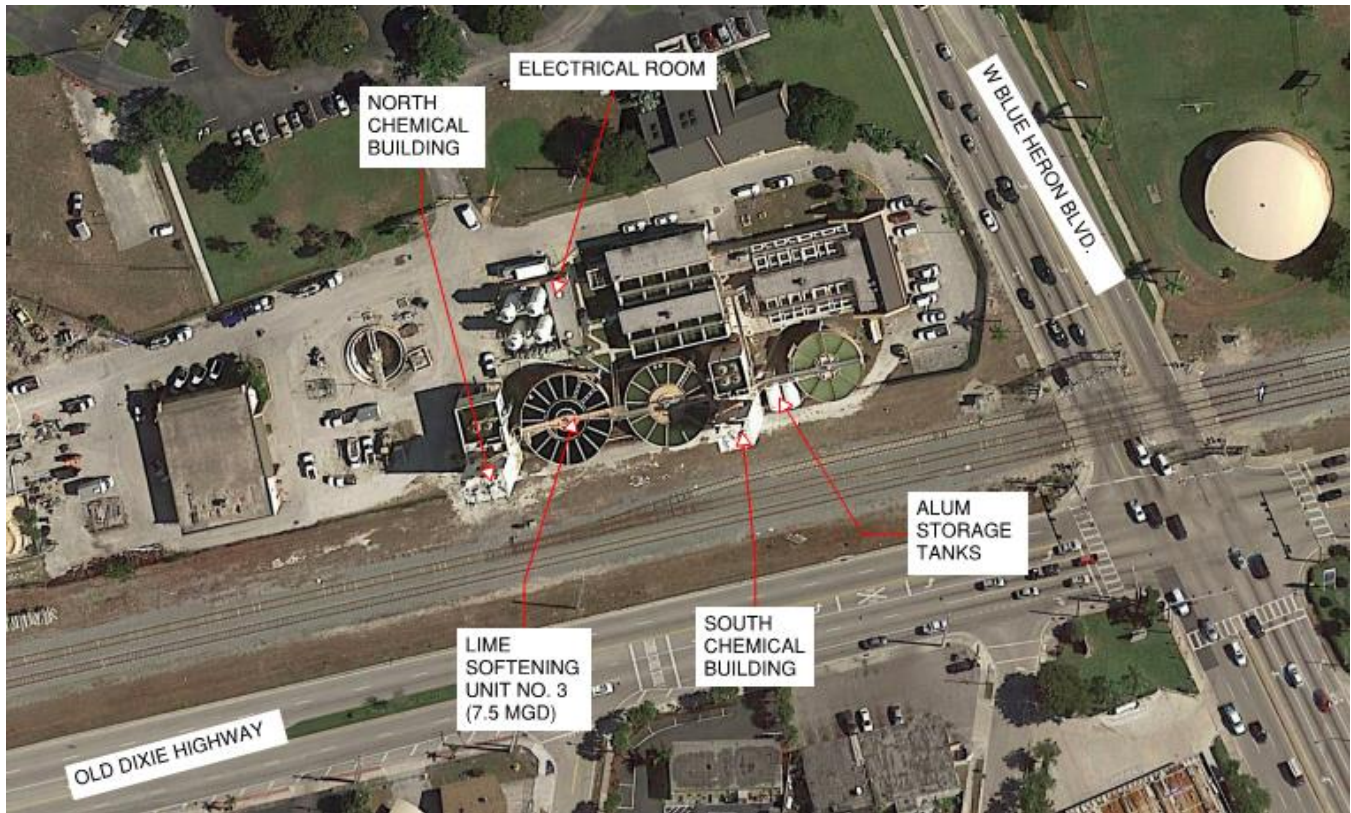 ELECTRICAL ROOM
NORTH
CHEMICAL
BUILDING
W BLUE HERON BLVD.
ALUM
STORAGE
TANKS
SOUTH
CHEMICAL
BUILDING
LIME
SOFTENING
UNIT NO. 3
(7.5 MGD)
OLD DIXIE HIGHWAY